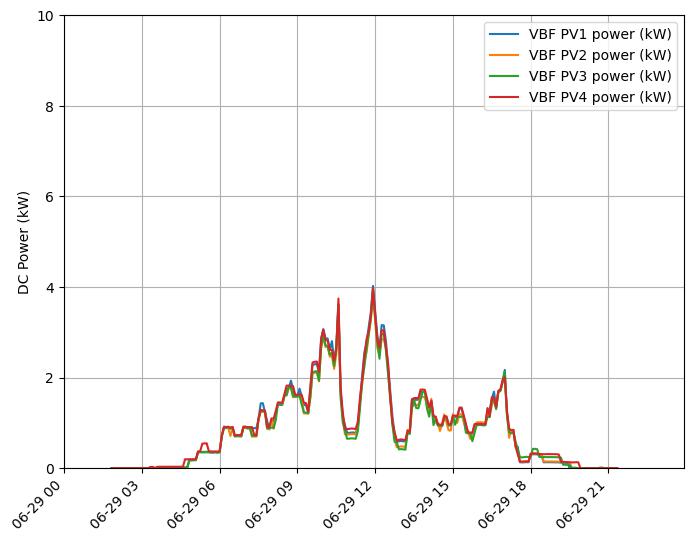 10
8
6
4
2
0
DC Power (kW)
VBF PV1 power (kW)
VBF PV2 power (kW)
VBF PV3 power (kW)
VBF PV4 power (kW)
06-29 00
06-29 03
06-29 06
06-29 09
06-29 12
06-29 15
06-29 18
06-29 21